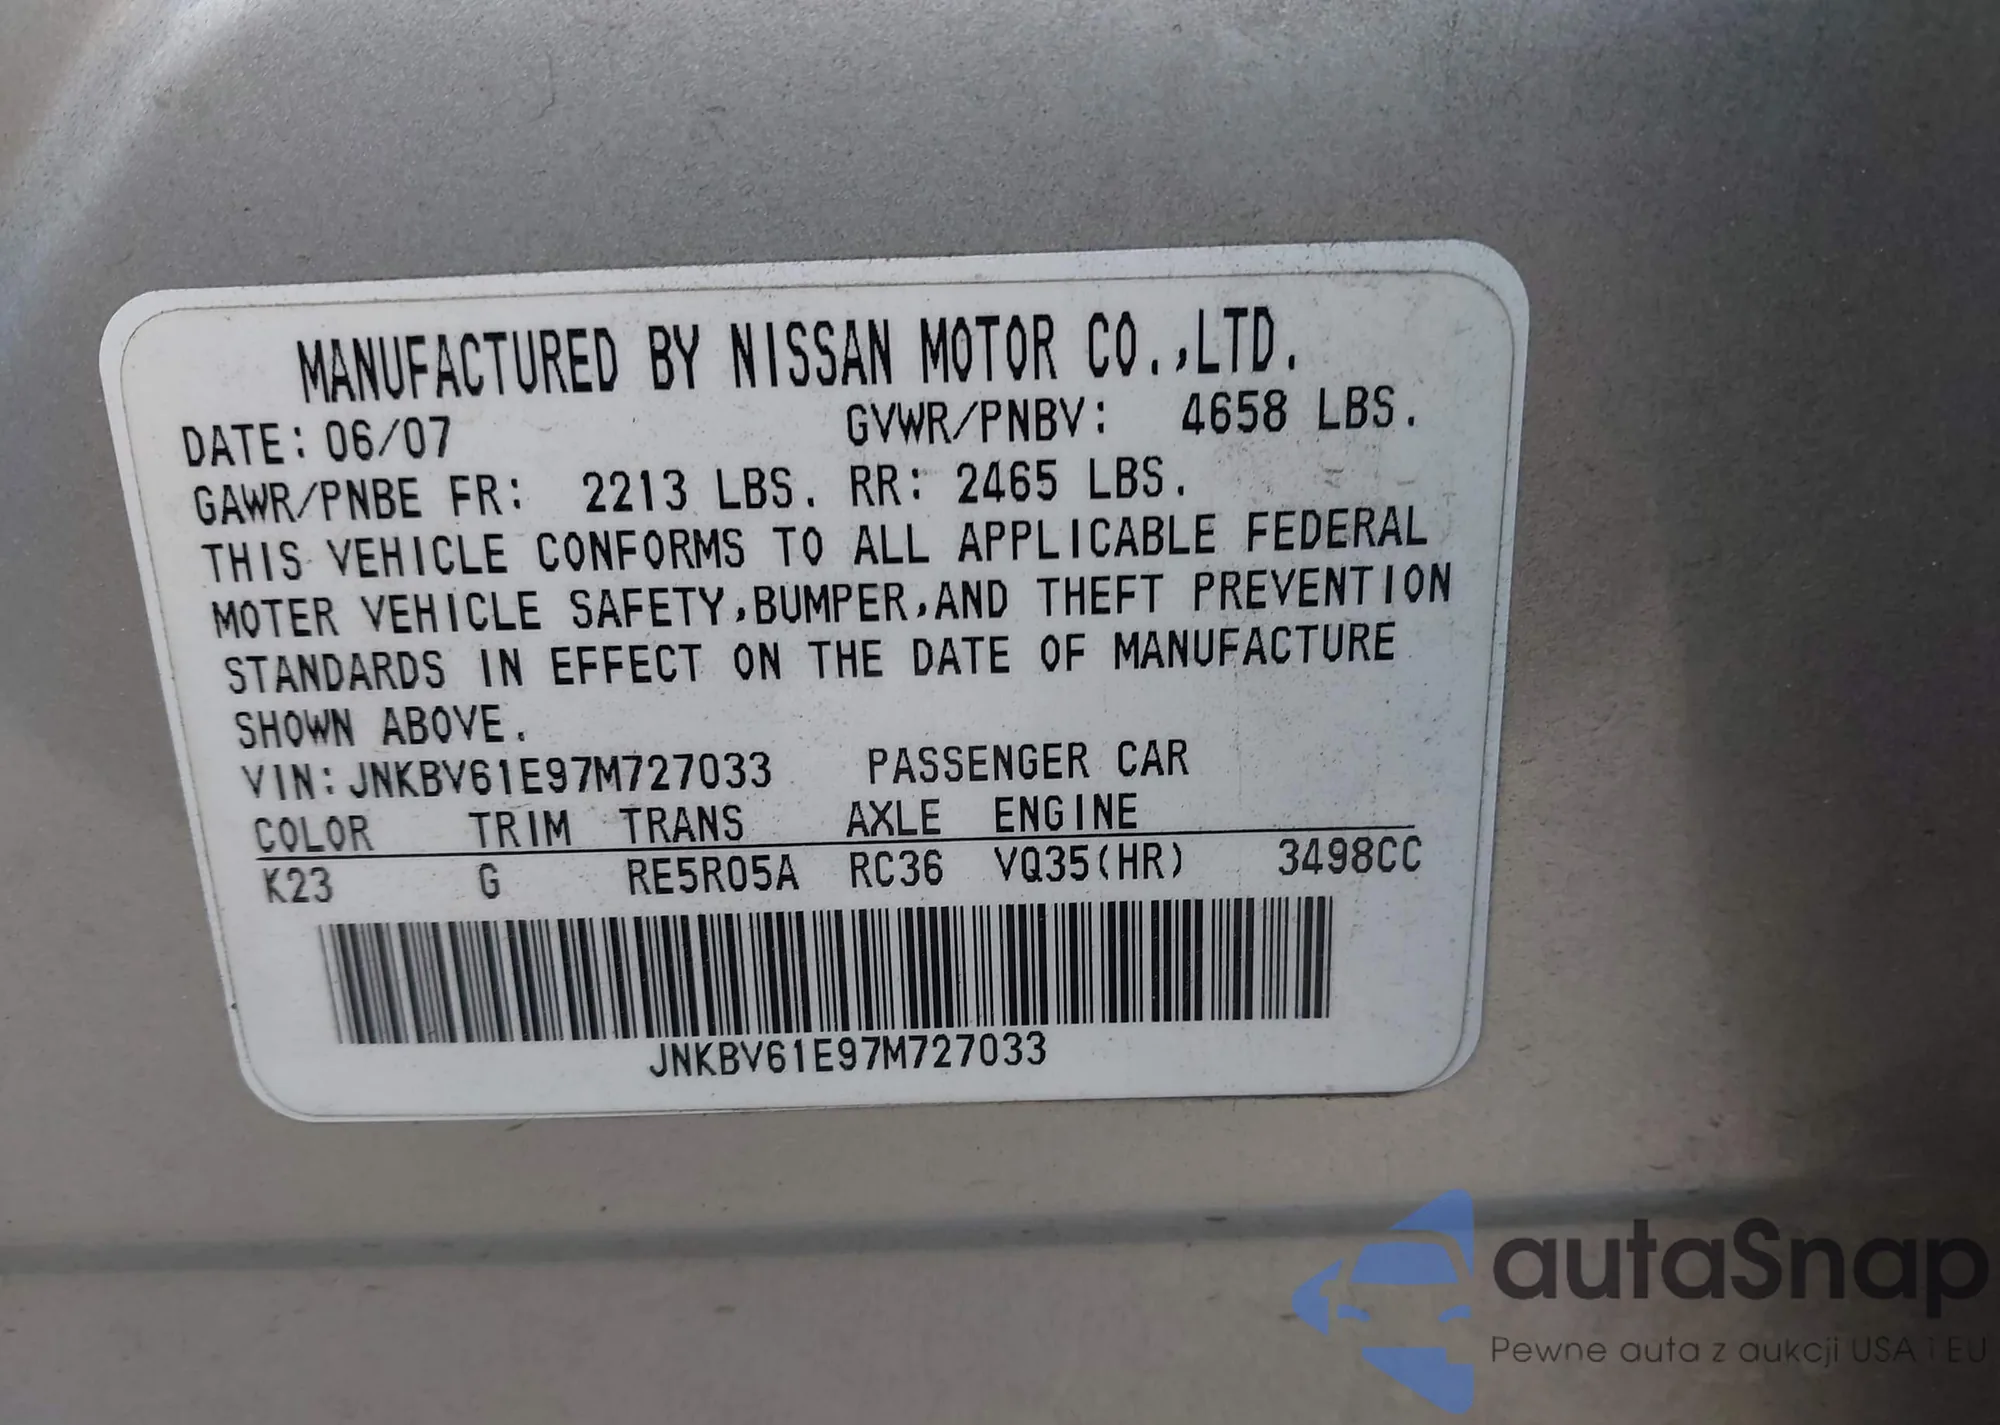 MANUFACTURED BY NISSAN MOTOR CO.,LTD.
DATE: 06/07 GVWR/PNBV: 4658 LBS.
GAWR/PNBE FR: 2213 LBS. RR: 2465 LBS.
THIS VEHICLE CONFORMS TO ALL APPLICABLE FEDERAL
MOTER VEHICLE SAFETY,BUMPER,AND THEFT PREVENTION
STANDARDS IN EFFECT ON THE DATE OF MANUFACTURE
SHOWN ABOVE.
VIN:JNKBV61E97M727033 PASSENGER CAR
COLOR TRIM TRANS AXLE ENGINE
K23 G RE5R05A RC36 VQ35(HR) 3498CC
JNKBV61E97M727033
autaSnap
Pewne auta z aukcji USA i EU